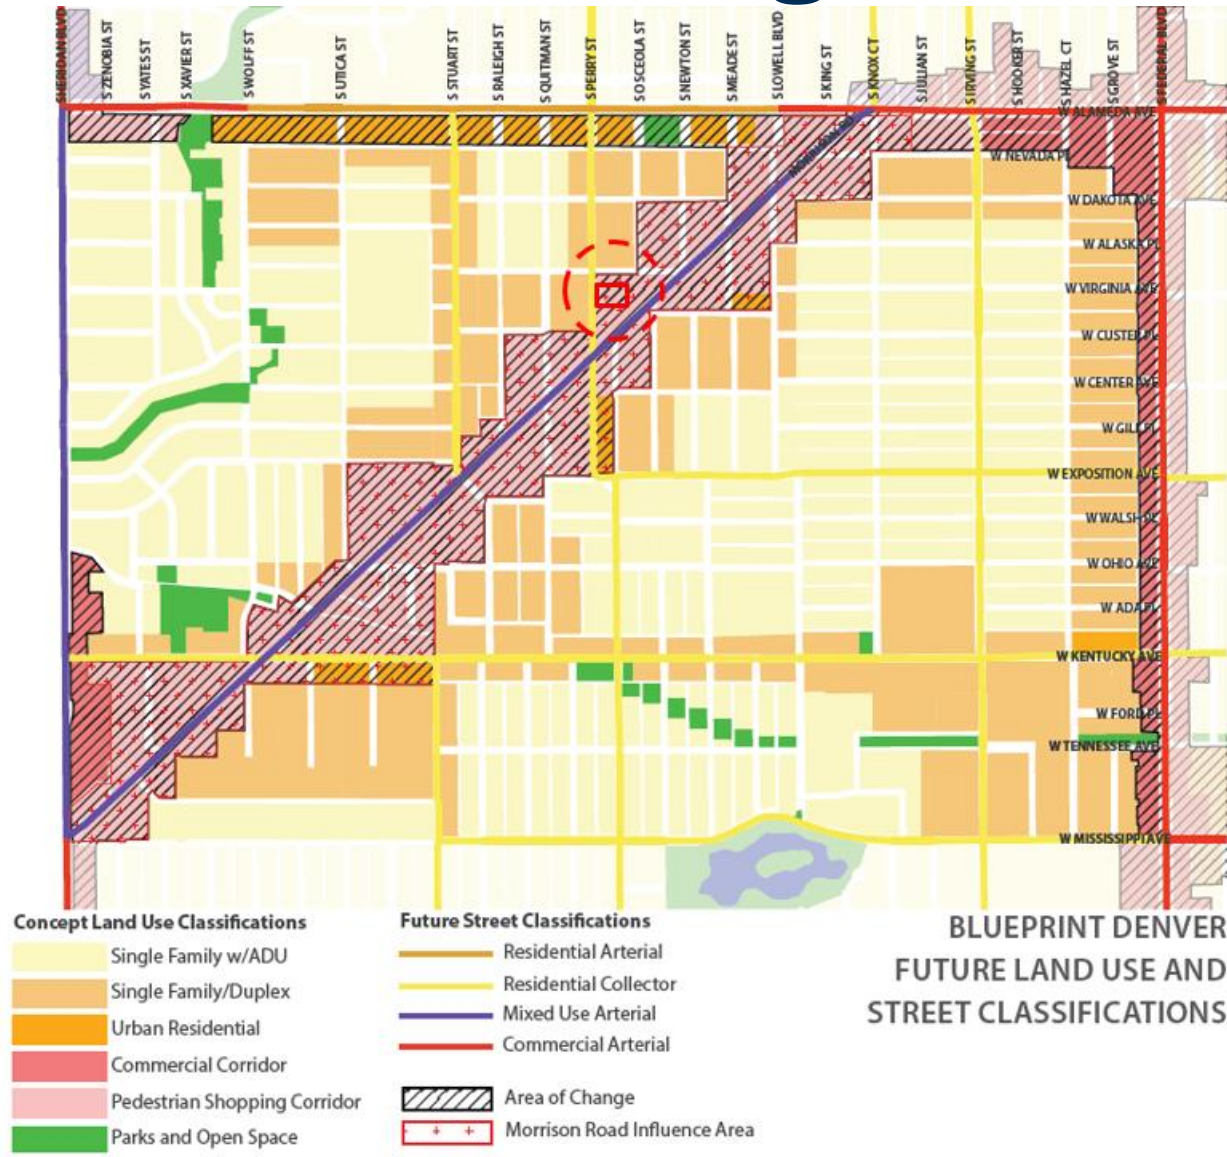 SHERIDAN BLVD
S ZENOBIA ST
S YATES ST
S XAVIER ST
S WOLFF ST
S UTICA ST
S STUART ST
S RALEIGH ST
S QUITMAN ST
S PERRY ST
S OSCEOLA ST
S NEWTON ST
S MEADE ST
S LOWELL BLVD
S KING ST
S KNOX CT
S JULIAN ST
S IRVING ST
S HOOKER ST
S HAZEL CT
S GROVE ST
S FEDERAL BLVD
W ALAMEDA AVE
MORRISON RD
W NEVADA PL
W DAKOTA AVE
W ALASKA PL
W VIRGINIA AVE
W CUSTER PL
W CENTER AVE
W GILL PL
W EXPOSITION AVE
W WALSH PL
W OHIO AVE
W ADA PL
W KENTUCKY AVE
W FORD PL
W TENNESSEE AVE
W MISSISSIPPI AVE
Concept Land Use Classifications
Single Family w/ADU
Single Family/Duplex
Urban Residential
Commercial Corridor
Pedestrian Shopping Corridor
Parks and Open Space
Future Street Classifications
Residential Arterial
Residential Collector
Mixed Use Arterial
Commercial Arterial
Area of Change
Morrison Road Influence Area
BLUEPRINT DENVER
FUTURE LAND USE AND
STREET CLASSIFICATIONS